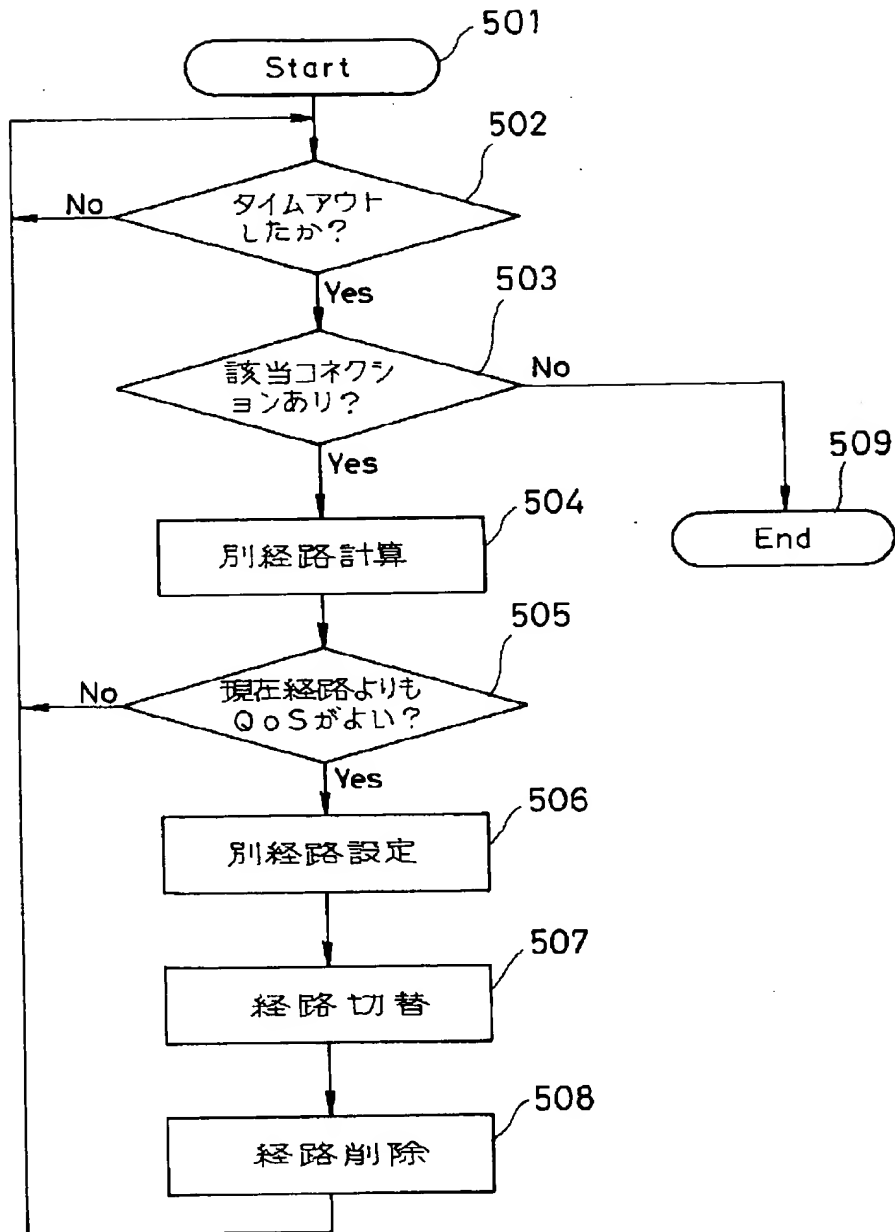 501
Start
502
タイムアウト
したか?
No
Yes
503
該当コネクシ
ョンあり?
No
Yes
509
End
504
別経路計算
505
現在経路よりも
QoSがよい?
No
Yes
506
別経路設定
507
経路切替
508
経路削除